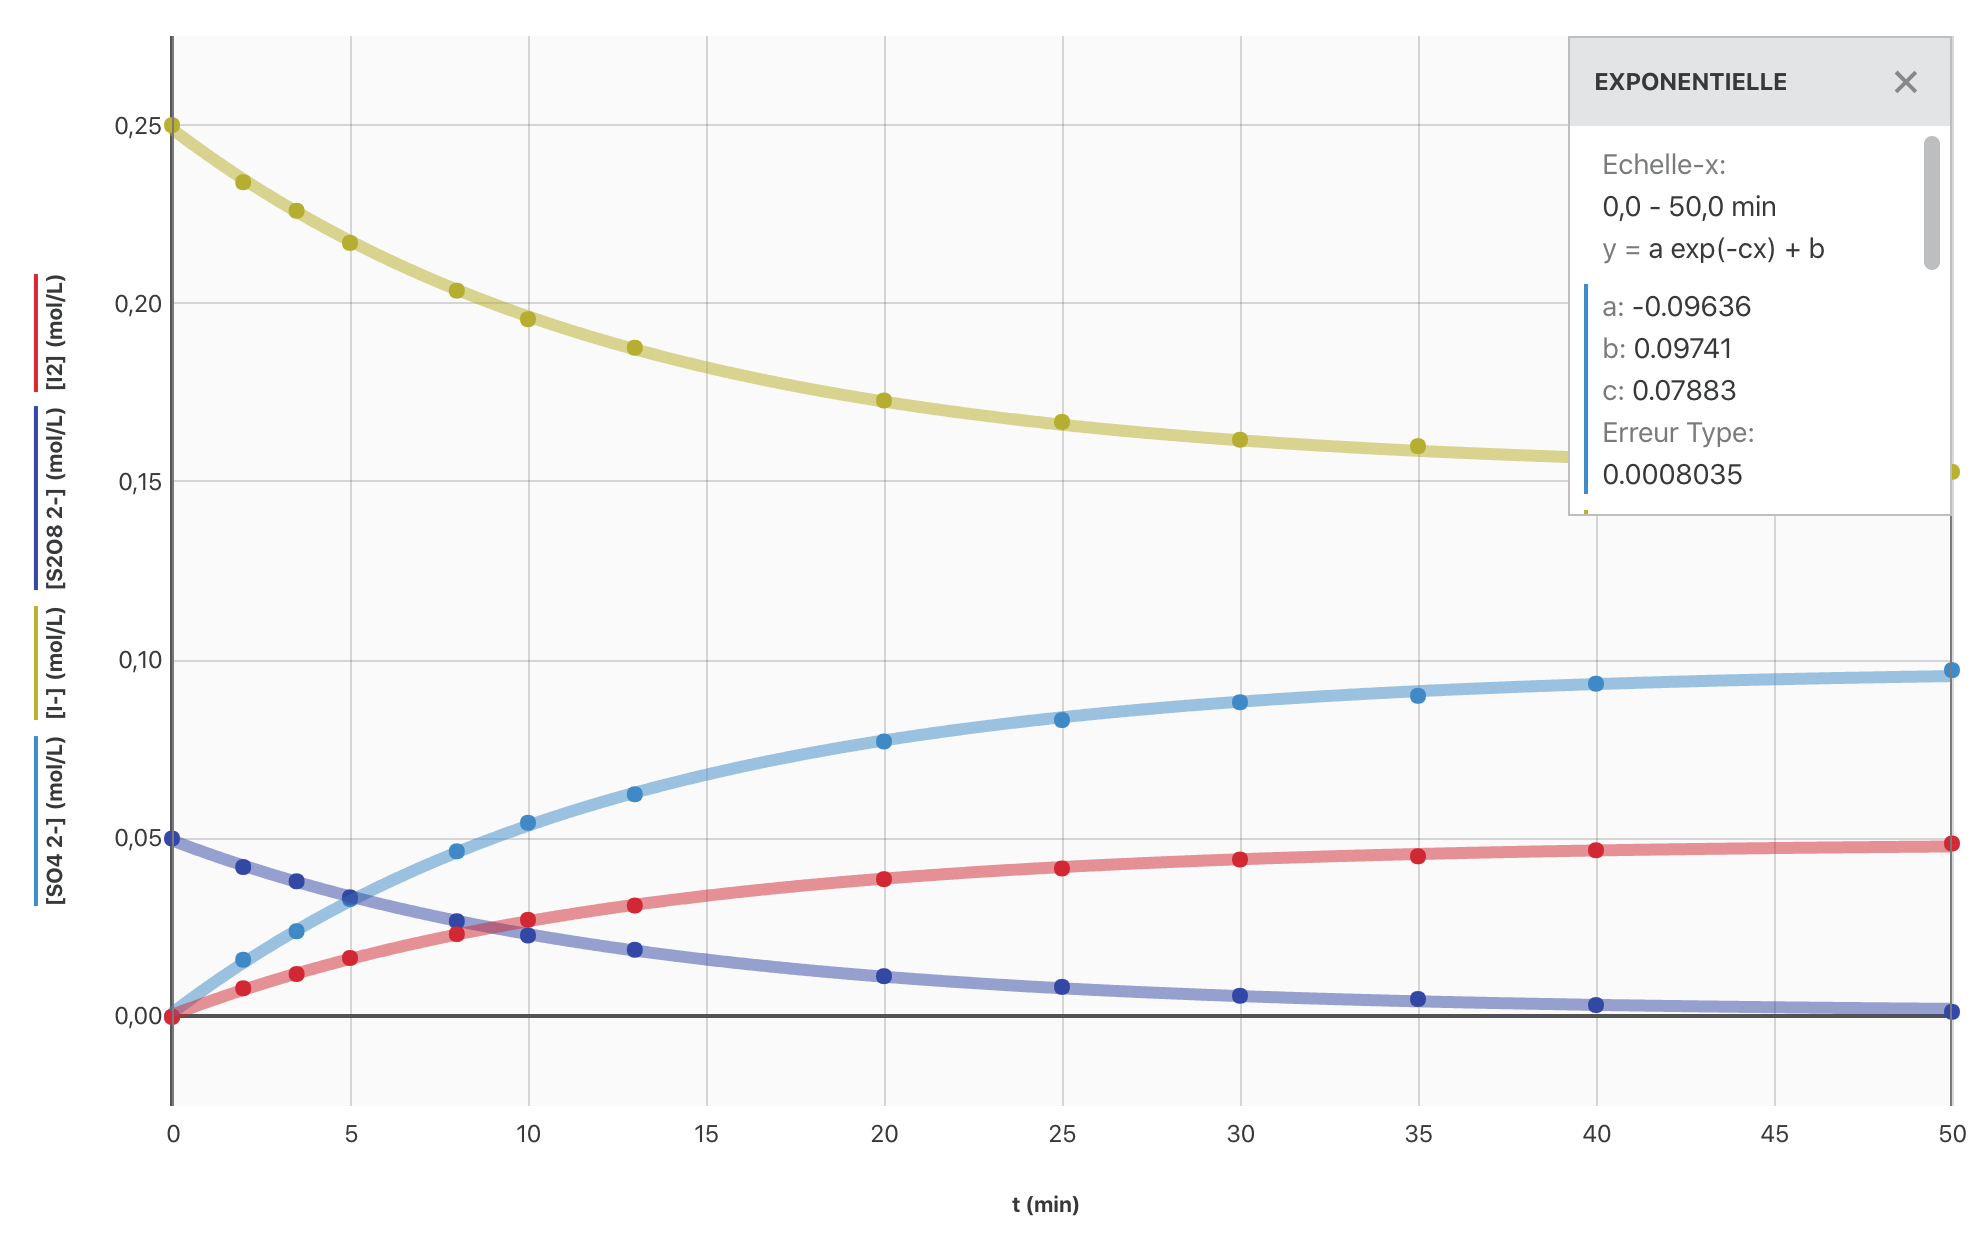 EXPONENTIELLE
Echelle-x:
0,0 - 50,0 min
y = a exp(-cx) + b
a: -0.09636
b: 0.09741
c: 0.07883
Erreur Type:
0.0008035
[I2] (mol/L)
[S2O8 2-] (mol/L)
[I-] (mol/L)
[SO4 2-] (mol/L)
0,25
0,20
0,15
0,10
0,05
0,00
0 5 10 15 20 25 30 35 40 45 50
t (min)